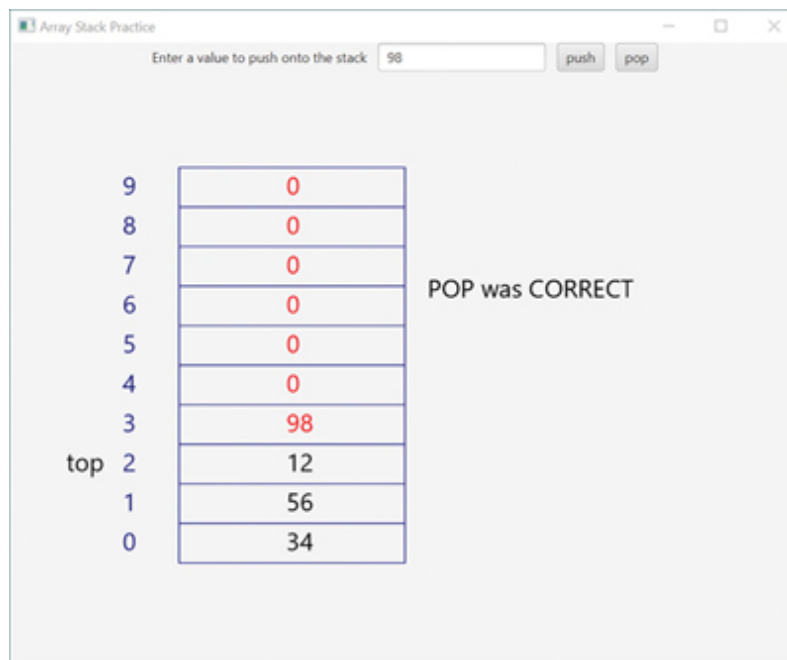 Array Stack Practice
Enter a value to push onto the stack 98 push pop
9 0
8 0
7 0
6 0
POP was CORRECT
5 0
4 0
3 98
top 2 12
1 56
0 34